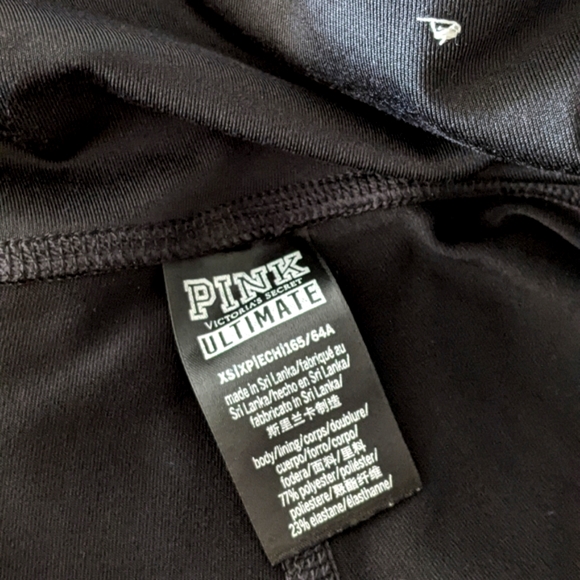 PINK
VICTORIA'S SECRET
ULTIMATE
XS|XP|ECH|165/64A
made in Sri Lanka/fabriqué au
Sri Lanka/hecho en Sri Lanka/
fabbricato in Sri Lanka/
斯里兰卡制造
body/lining/corps/doublure/
cuerpo/forro/corpo/
fodera/面料/里料
77% polyester/poliéster/
poliestere/聚酯纤维
23% elastane/élasthanne/